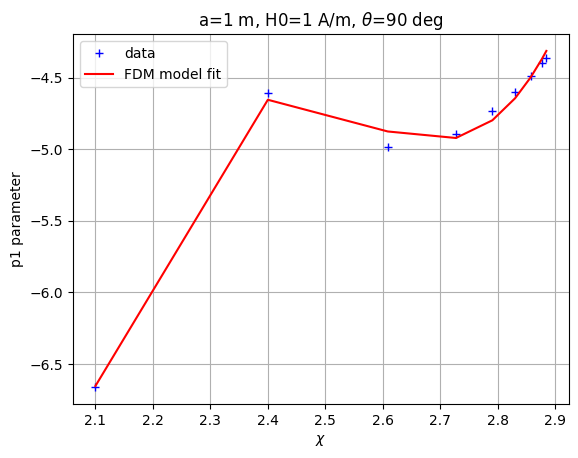 a=1 m, H0=1 A/m, θ=90 deg
data
FDM model fit
p1 parameter
−4.5
−5.0
−5.5
−6.0
−6.5
2.1 2.2 2.3 2.4 2.5 2.6 2.7 2.8 2.9
χ